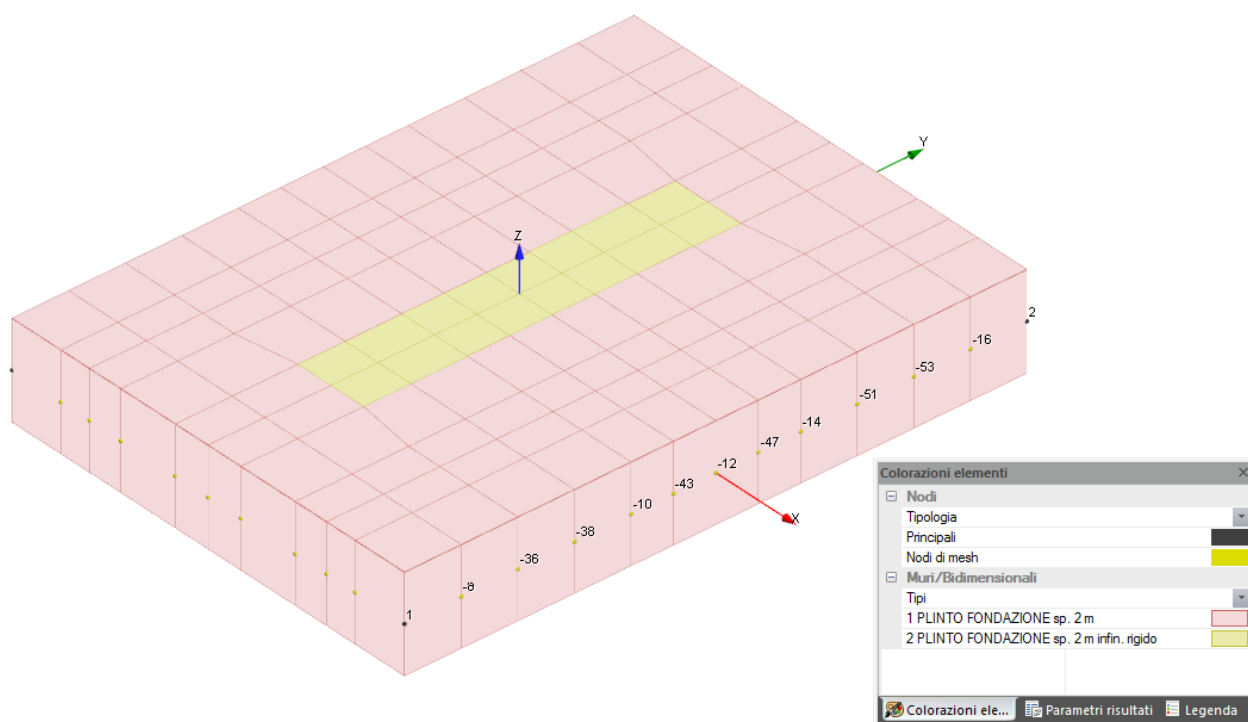 Y
Z
2
-16
-53
-51
-14
-47
-12
-43
X
-10
-38
-36
-8
1
Colorazioni elementi
Nodi
Tipologia
Principali
Nodi di mesh
Muri/Bidimensionali
Tipi
1 PLINTO FONDAZIONE sp. 2 m
2 PLINTO FONDAZIONE sp. 2 m infin. rigido
Colorazioni ele... Parametri risultati Legenda